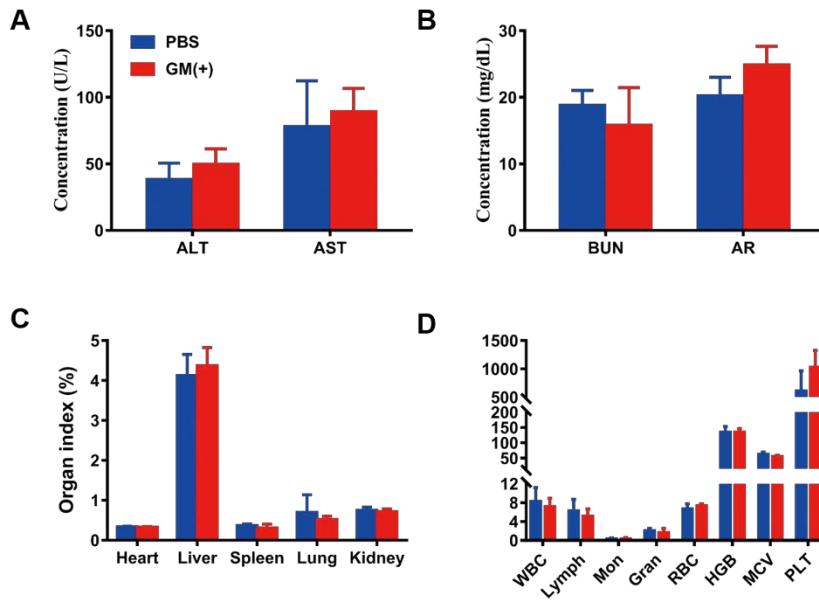 A
Concentration (U/L)
150
100
50
0
PBS
GM(+)
ALT AST
B
Concentration (mg/dL)
30
20
10
0
BUN AR
C
Organ index (%)
5
4
3
2
1
0
Heart Liver Spleen Lung Kidney
D
1500
1000
500
200
150
100
50
12
8
4
0
WBC Lymph Mon Gran RBC HGB MCV PLT